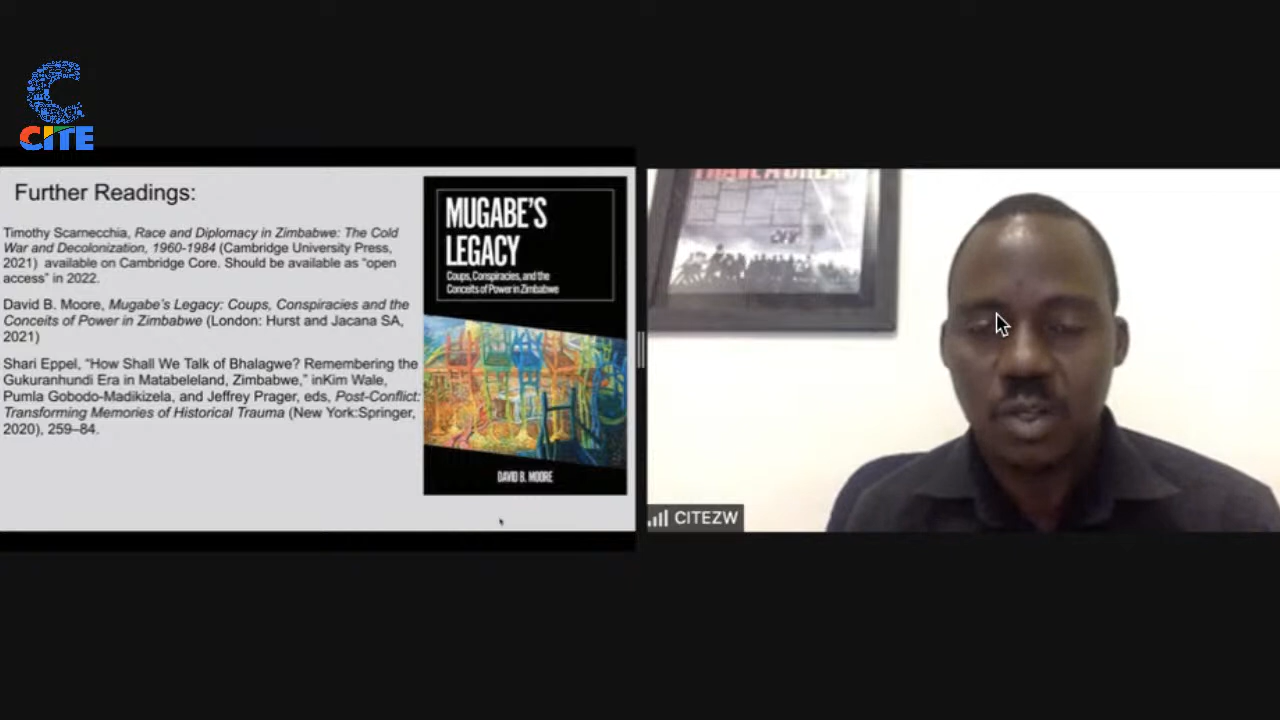 CITE
Further Readings:
Timothy Scarnecchia, Race and Diplomacy in Zimbabwe: The Cold
War and Decolonization, 1960-1984 (Cambridge University Press,
2021) available on Cambridge Core. Should be available as “open
access” in 2022.
David B. Moore, Mugabe’s Legacy: Coups, Conspiracies and the
Conceits of Power in Zimbabwe (London: Hurst and Jacana SA,
2021)
Shari Eppel, “How Shall We Talk of Bhalagwe? Remembering the
Gukuranhundi Era in Matabeleland, Zimbabwe,” inKim Wale,
Pumla Gobodo-Madikizela, and Jeffrey Prager, eds, Post-Conflict:
Transforming Memories of Historical Trauma (New York:Springer,
2020), 259–84.
MUGABE’S
LEGACY
Coups, Conspiracies, and the
Conceits of Power in Zimbabwe
DAVID B. MOORE
CITEZW